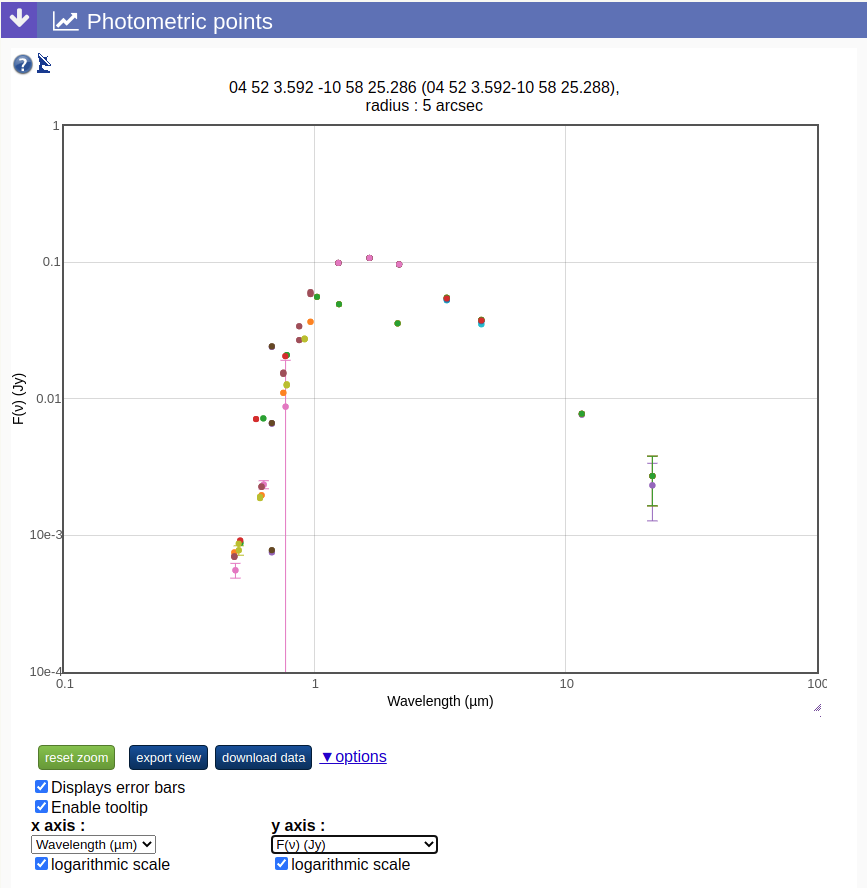 Photometric points
?
04 52 3.592 -10 58 25.286 (04 52 3.592-10 58 25.288),
radius : 5 arcsec
1
0.1
0.01
10e-3
10e-4
F(ν) (Jy)
0.1 1 10 100
Wavelength (µm)
reset zoom export view download data ▼options
Displays error bars
Enable tooltip
x axis : y axis :
Wavelength (µm) F(ν) (Jy)
logarithmic scale logarithmic scale